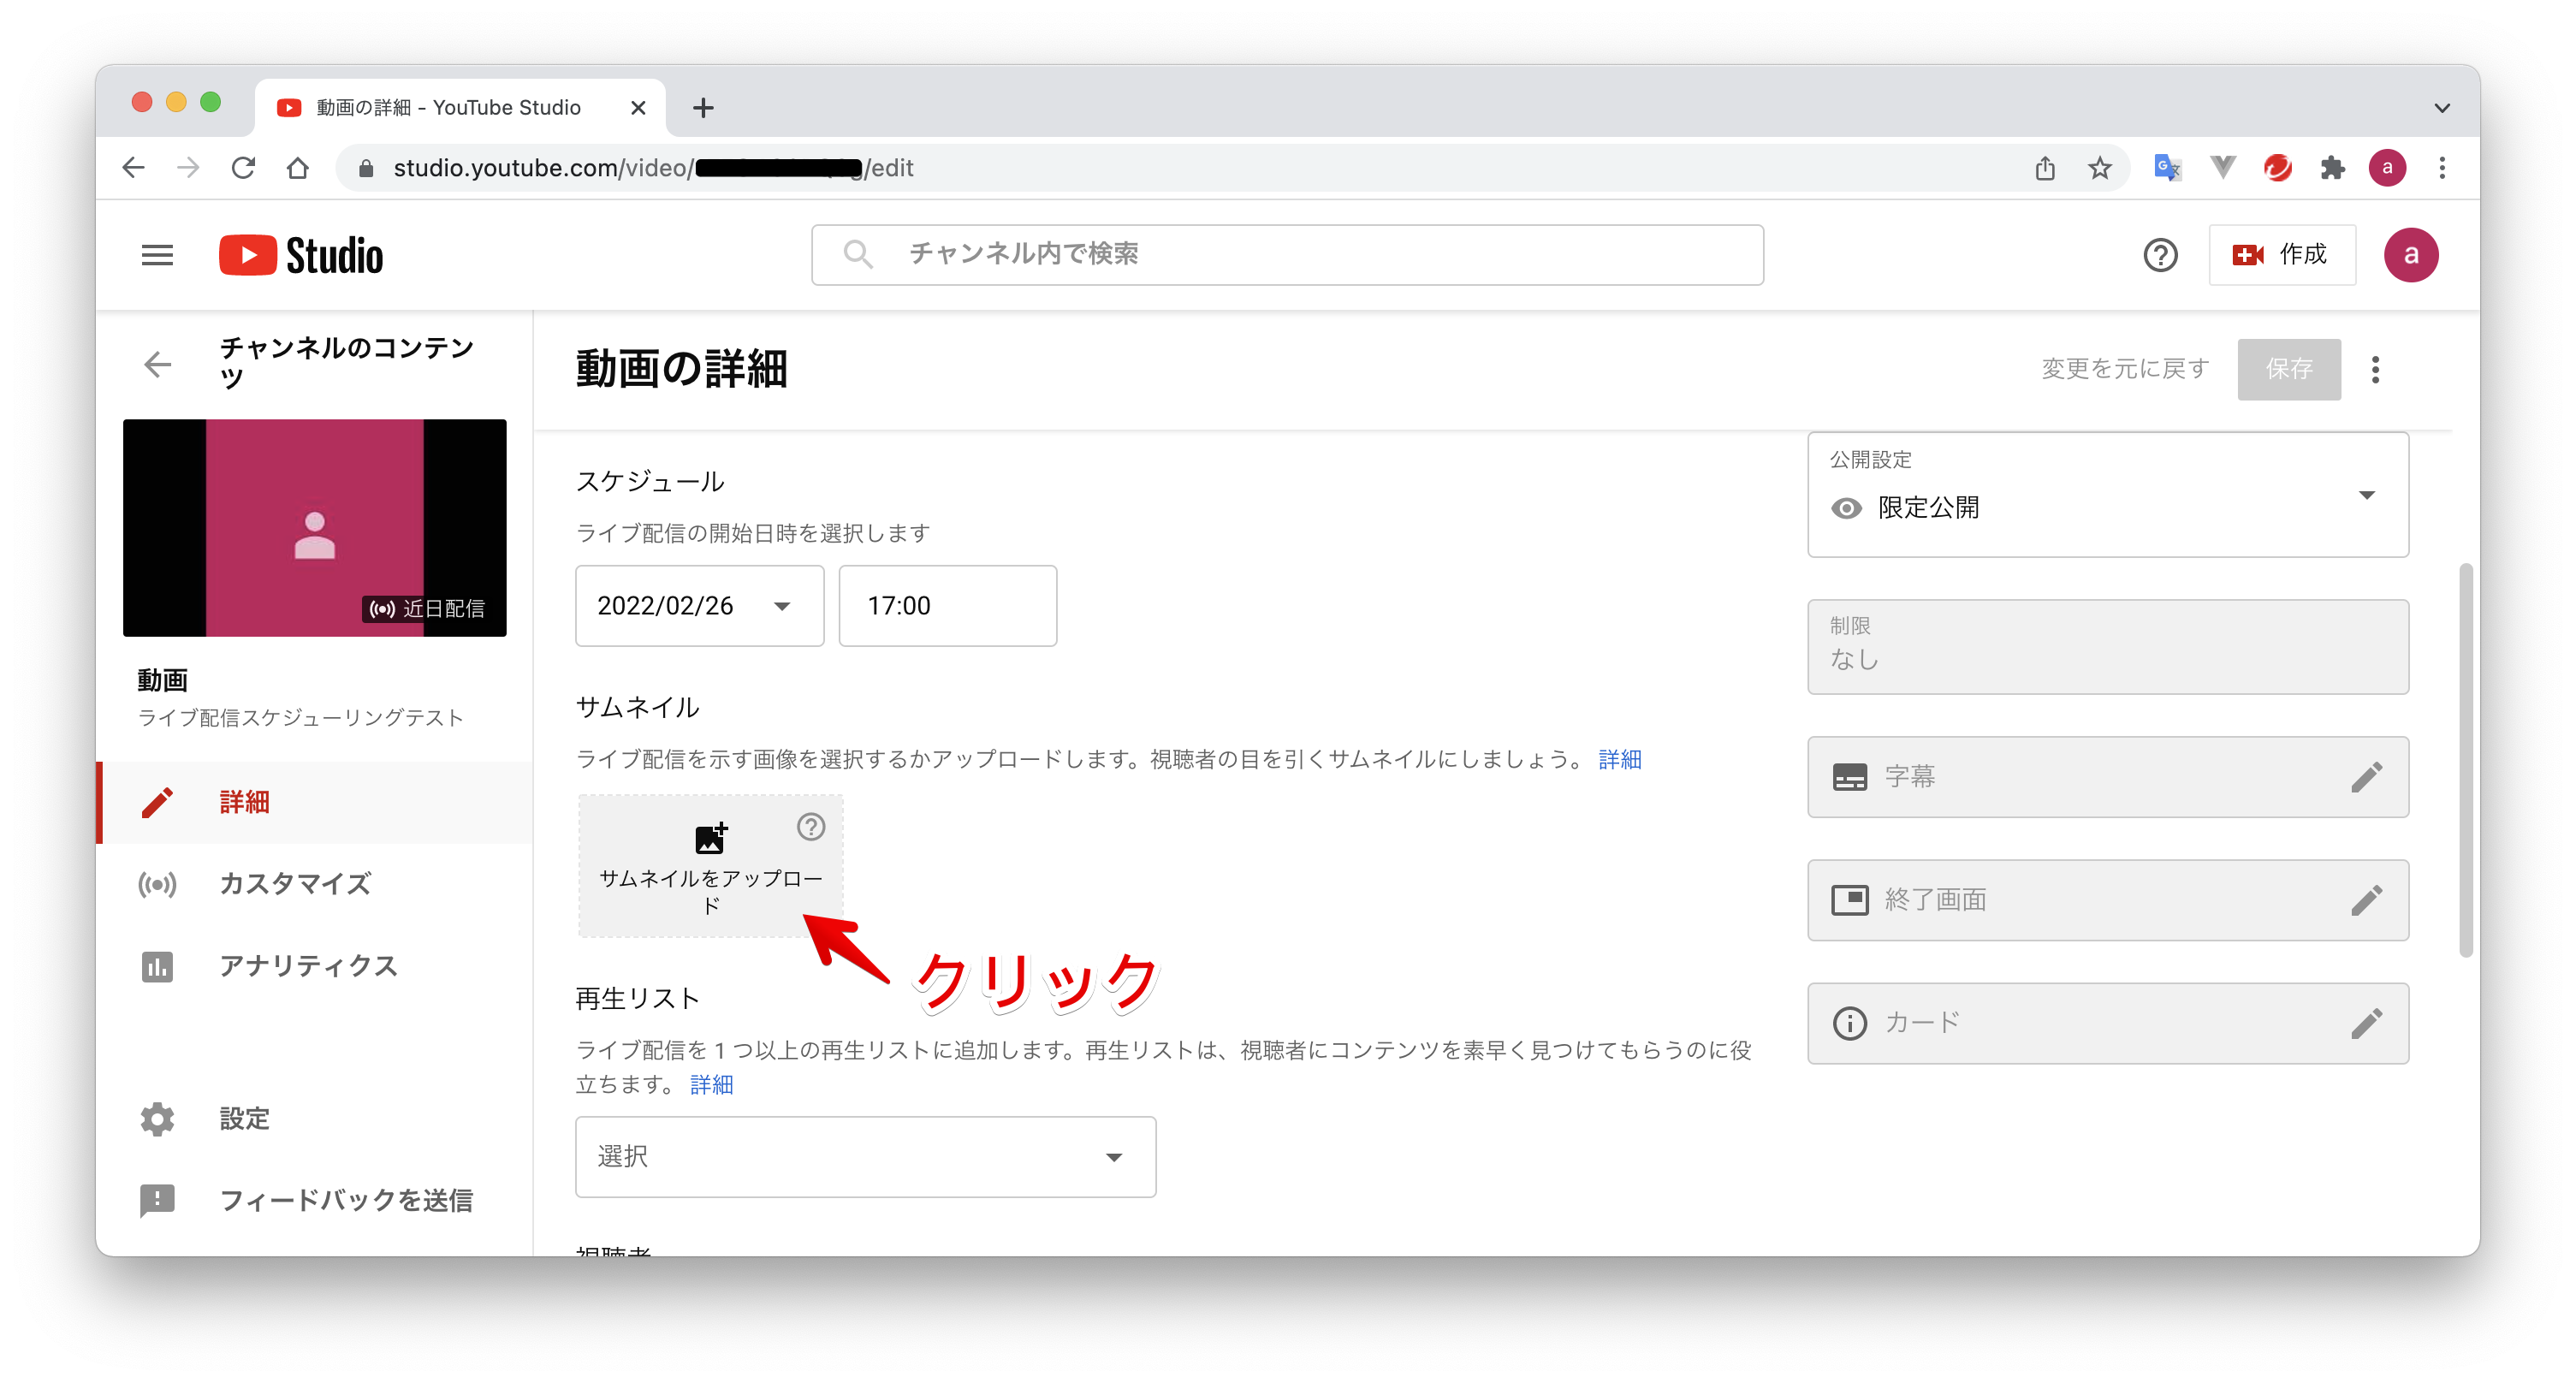 動画の詳細 - YouTube Studio
studio.youtube.com/video/
/edit
a
Studio
チャンネル内で検索
作成
a
チャンネルのコンテン
ツ
近日配信
動画
ライブ配信スケジューリングテスト
詳細
カスタマイズ
アナリティクス
設定
フィードバックを送信
動画の詳細
変更を元に戻す
保存
スケジュール
ライブ配信の開始日時を選択します
2022/02/26
17:00
サムネイル
ライブ配信を示す画像を選択するかアップロードします。視聴者の目を引くサムネイルにしましょう。 詳細
サムネイルをアップロー
ド
クリック
再生リスト
ライブ配信を 1 つ以上の再生リストに追加します。再生リストは、視聴者にコンテンツを素早く見つけてもらうのに役
立ちます。 詳細
選択
視聴者
公開設定
限定公開
制限
なし
字幕
終了画面
カード